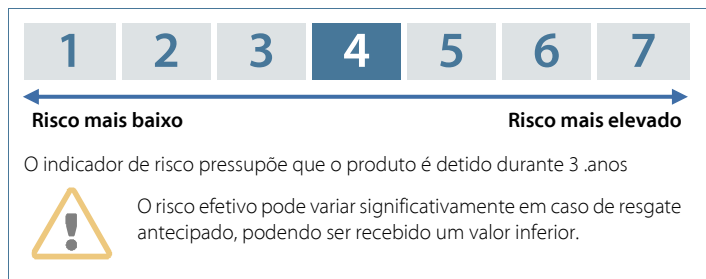 1 2 3 4 5 6 7
Risco mais baixo Risco mais elevado
O indicador de risco pressupõe que o produto é detido durante 3 .anos
O risco efetivo pode variar significativamente em caso de resgate
antecipado, podendo ser recebido um valor inferior.